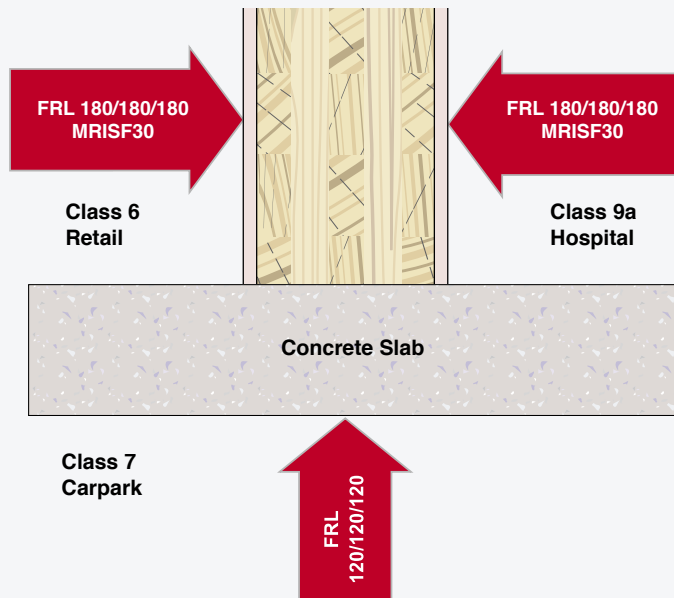 FRL 180/180/180
MRISF30
FRL 180/180/180
MRISF30
Class 6
Retail
Class 9a
Hospital
Concrete Slab
Class 7
Carpark
FRL
120/120/120